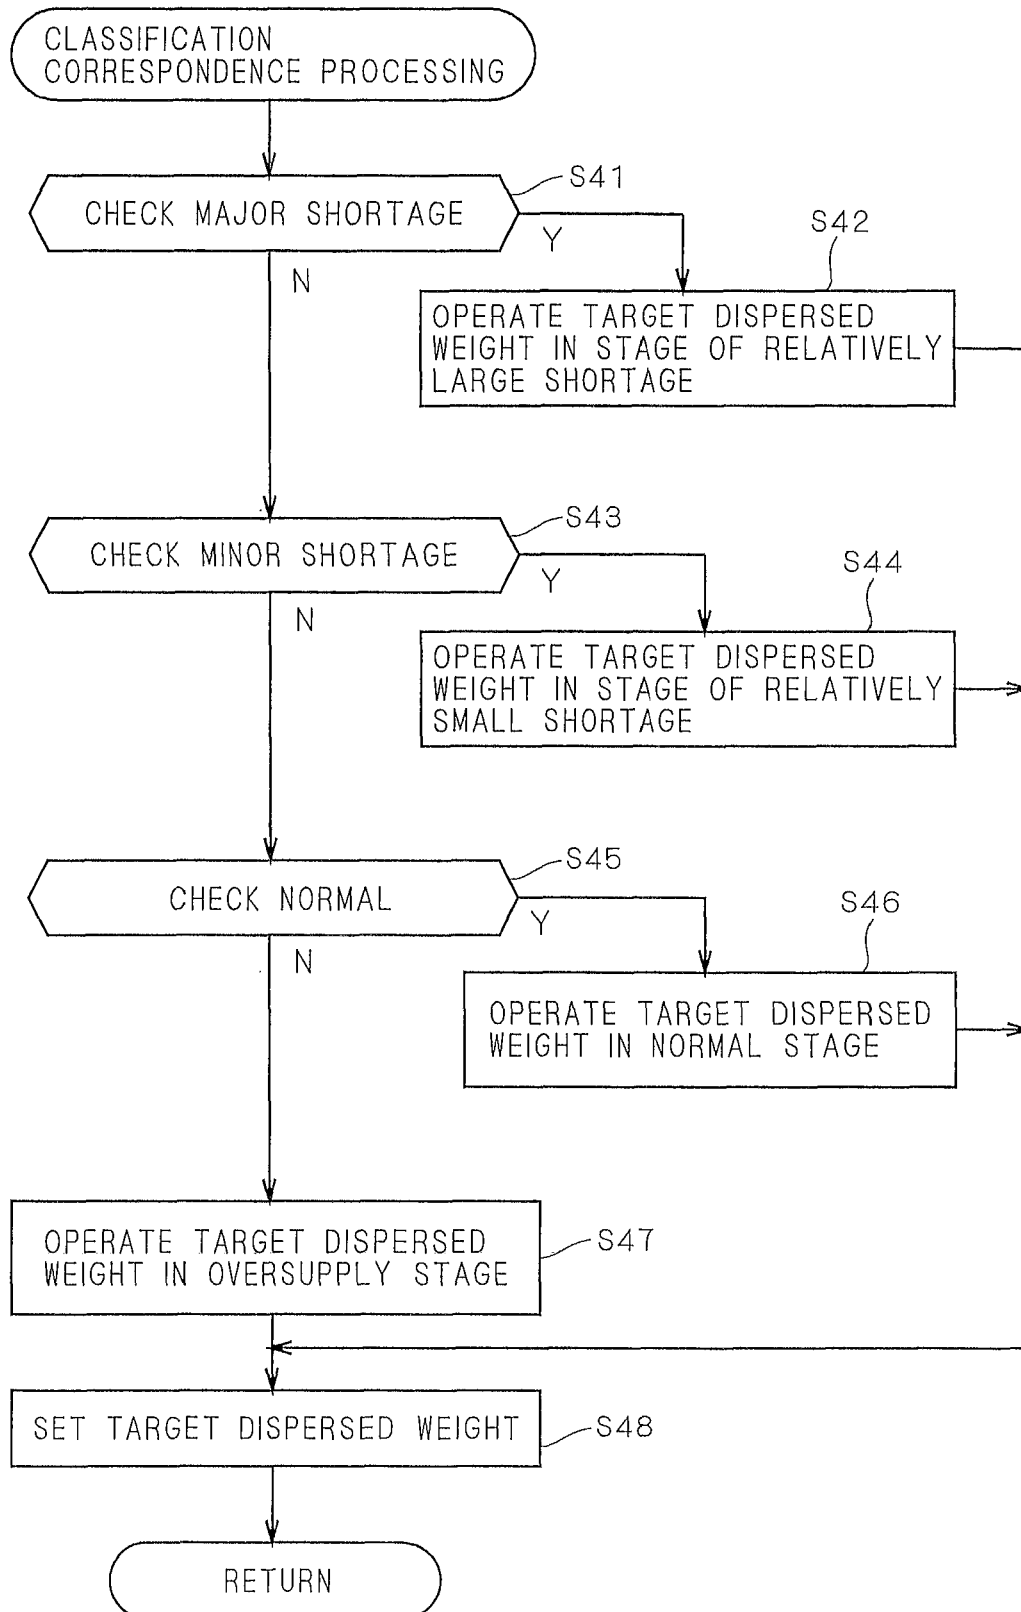 CLASSIFICATION
CORRESPONDENCE PROCESSING
S41
CHECK MAJOR SHORTAGE
Y
N
S42
OPERATE TARGET DISPERSED
WEIGHT IN STAGE OF RELATIVELY
LARGE SHORTAGE
S43
CHECK MINOR SHORTAGE
Y
N
S44
OPERATE TARGET DISPERSED
WEIGHT IN STAGE OF RELATIVELY
SMALL SHORTAGE
S45
CHECK NORMAL
Y
N
S46
OPERATE TARGET DISPERSED
WEIGHT IN NORMAL STAGE
OPERATE TARGET DISPERSED
WEIGHT IN OVERSUPPLY STAGE
S47
SET TARGET DISPERSED WEIGHT
S48
RETURN